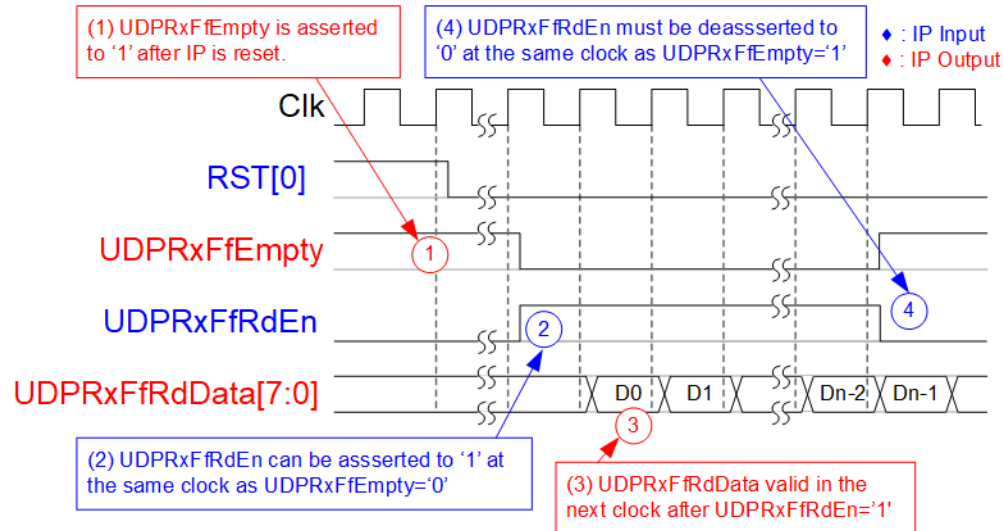 (1) UDPRxFfEmpty is asserted
to ‘1’ after IP is reset.
(4) UDPRxFfRdEn must be deassserted to
‘0’ at the same clock as UDPRxFfEmpty=‘1’
♦ : IP Input
♦ : IP Output
Clk
RST[0]
UDPRxFfEmpty
1
UDPRxFfRdEn
2
4
UDPRxFfRdData[7:0]
D0
D1
Dn-2
Dn-1
3
(2) UDPRxFfRdEn can be assserted to ‘1’ at
the same clock as UDPRxFfEmpty=‘0’
(3) UDPRxFfRdData valid in the
next clock after UDPRxFfRdEn='1'